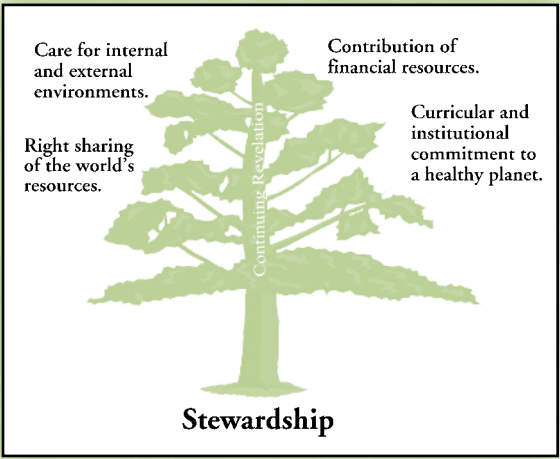 Care for internal
and external
environments.
Contribution of
financial resources.
Right sharing
of the world's
resources.
Curricular and
institutional
commitment to
a healthy planet.
Continuing Revelation
Stewardship